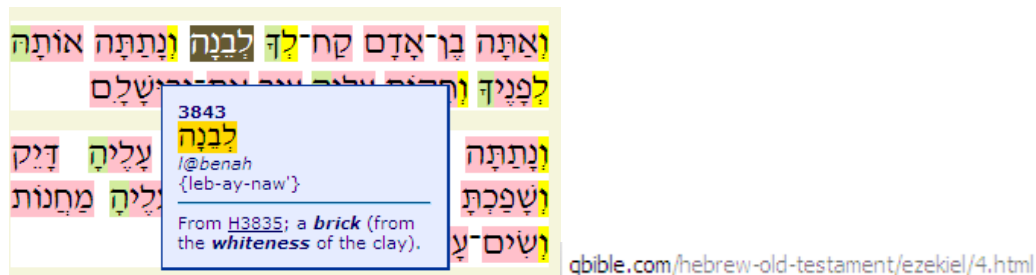 וְאַתָּה בֶן־אָדָם קַח־לְךָ לְבֵנָה וְנָתַתָּה אוֹתָהּ
לְפָנֶיךָ
3843
לְבֵנָה
l@benah
{leb-ay-naw'}
From H3835; a brick (from
the whiteness of the clay).
וְנָתַתָּה עָלֶיהָ דָּיֵק
וְשָׁפַכְתָּ מַחֲנוֹת
וְשִׂים־
qbible.com/hebrew-old-testament/ezekiel/4.html